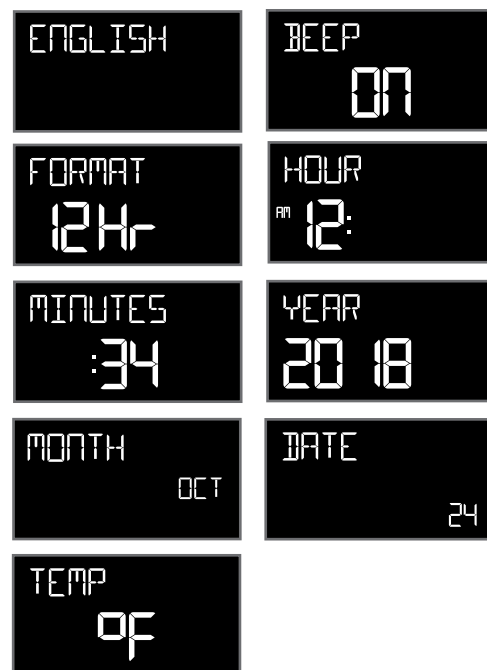 ENGLISH
BEEP
ON
FORMAT
12Hr
HOUR
AM 12:
MINUTES
:34
YEAR
2018
MONTH
OCT
DATE
24
TEMP
°F